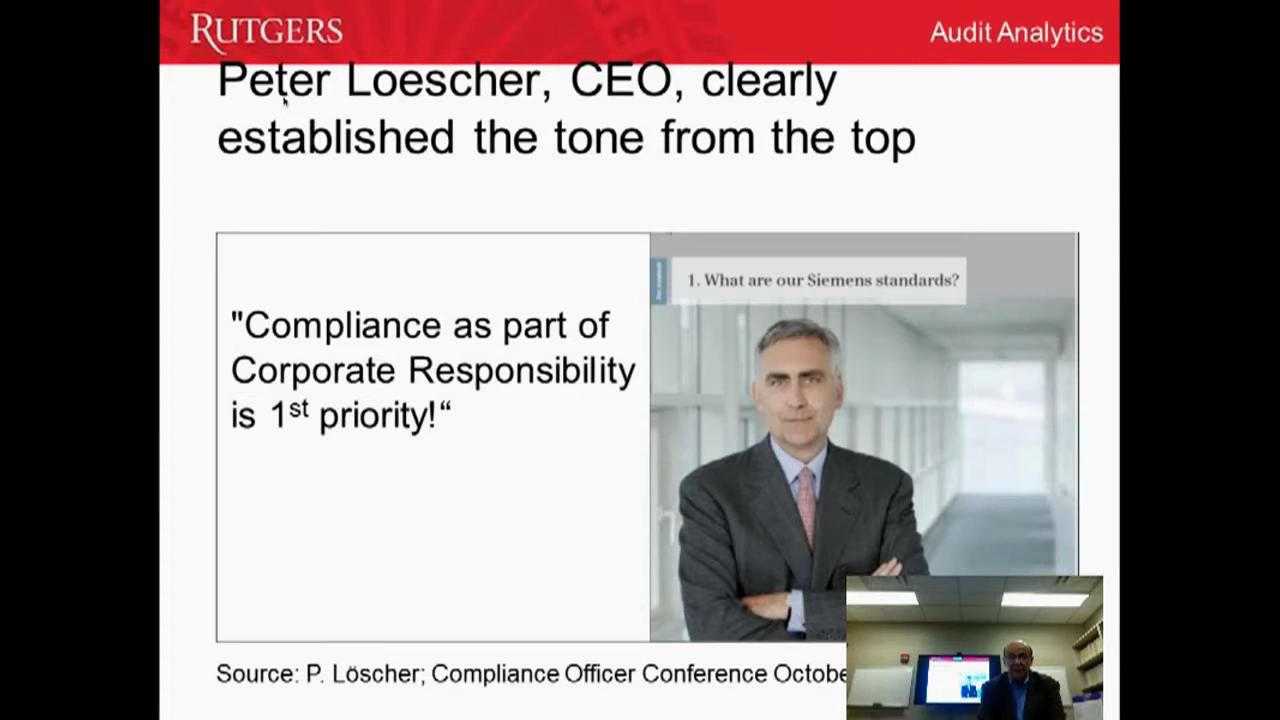 RUTGERS
Audit Analytics
Peter Loescher, CEO, clearly
established the tone from the top
1. What are our Siemens standards?
"Compliance as part of
Corporate Responsibility
is 1st priority!“
Source: P. Löscher; Compliance Officer Conference Octobe